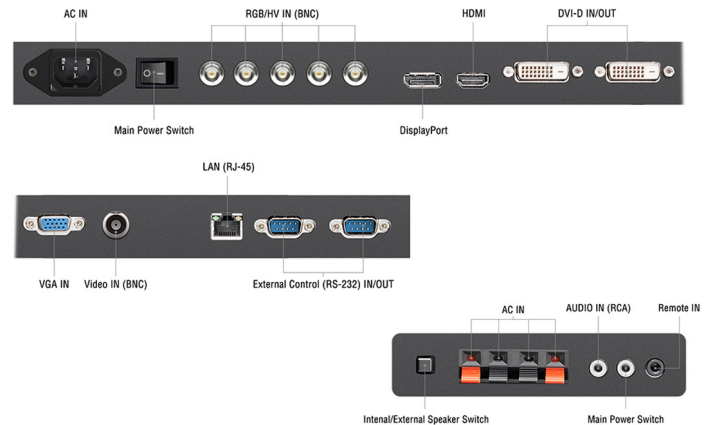 AC IN
RGB/HV IN (BNC)
HDMI
DVI-D IN/OUT
Main Power Switch
DisplayPort
LAN (RJ-45)
VGA IN
Video IN (BNC)
External Control (RS-232) IN/OUT
AC IN
AUDIO IN (RCA)
Remote IN
Intenal/External Speaker Switch
Main Power Switch